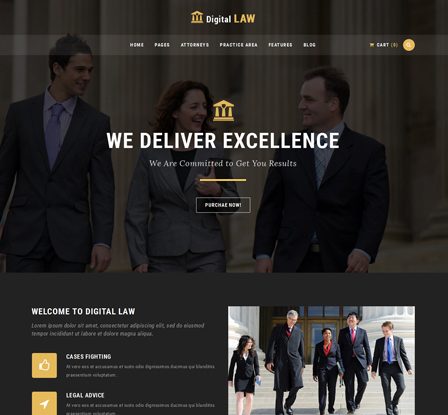 Digital LAW
HOME PAGES ATTORNEYS PRACTICE AREA FEATURES BLOG CART (0)
WE DELIVER EXCELLENCE
We Are Committed to Get You Results
PURCHAE NOW!
WELCOME TO DIGITAL LAW
Lorem ipsum dolor sit amet, consectetur adipiscing elit, sed do eiusmod
tempor incididunt ut labore et dolore magna aliqua.
CASES FIGHTING
At vero eos et accusamus et iusto odio dignissimos ducimus qui blanditiis
praesentium voluptatum.
LEGAL ADVICE
At vero eos et accusamus et iusto odio dignissimos ducimus qui blanditiis
praesentium voluptatum.